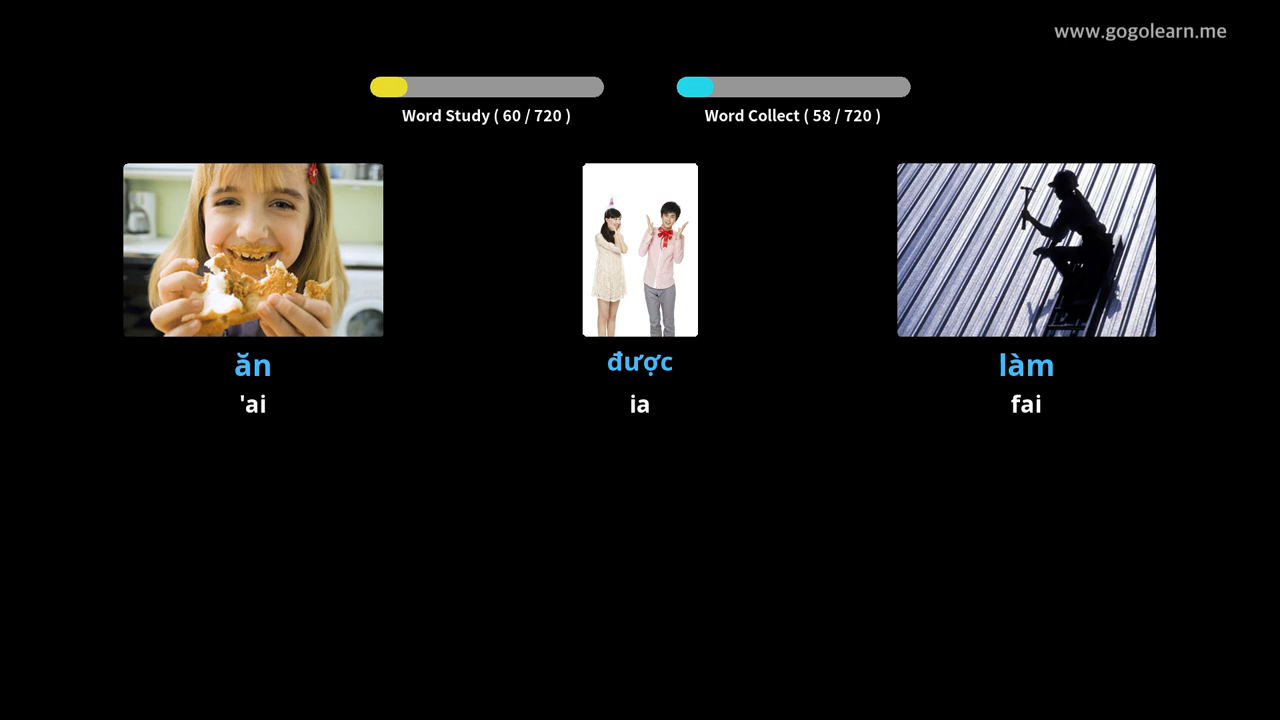 www.gogolearn.me
Word Study ( 60 / 720 )
Word Collect ( 58 / 720 )
ăn
được
làm
'ai
ia
fai